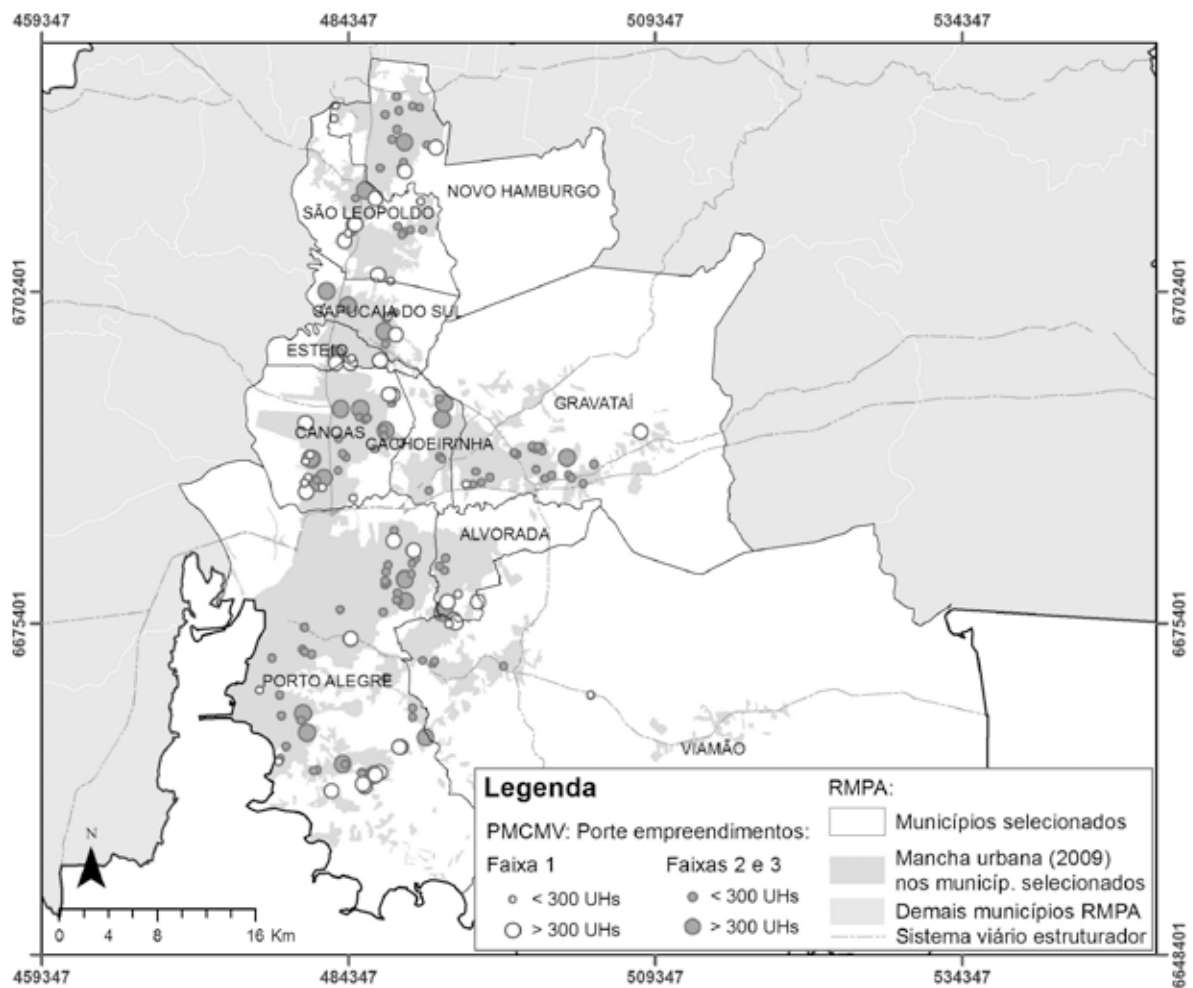 459347 484347 509347 534347
NOVO HAMBURGO
SÃO LEOPOLDO
6702401 6702401
SAPUCAIA DO SUL
ESTEIO
GRAVATAÍ
CANOAS
CACHOEIRINHA
ALVORADA
6675401 6675401
PORTO ALEGRE
VIAMÃO
Legenda
PMCMV: Porte empreendimentos:
Faixa 1 Faixas 2 e 3
< 300 UHs < 300 UHs
> 300 UHs > 300 UHs
RMPA:
Municípios selecionados
Mancha urbana (2009)
nos municíp. selecionados
Demais municípios RMPA
Sistema viário estruturador
N
0 4 8 16 Km
6648401 6648401
459347 484347 509347 534347